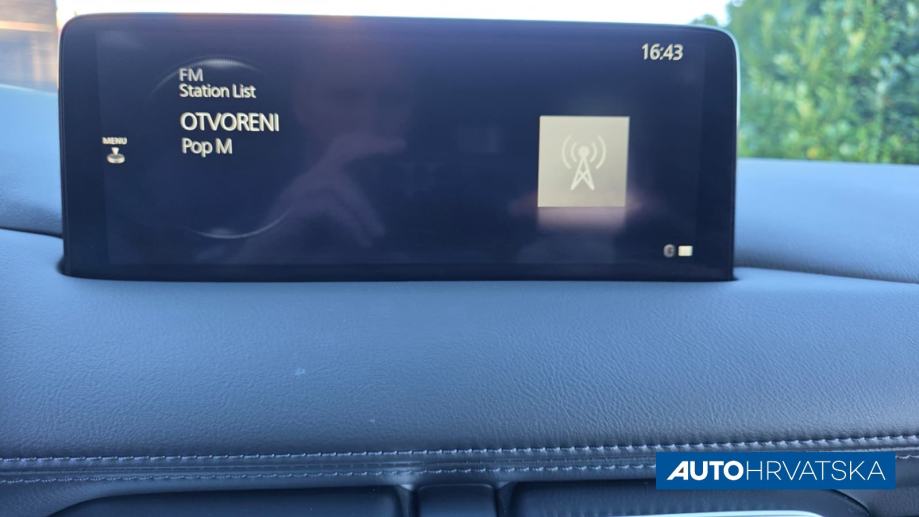 16:43
FM
Station List
OTVORENI
Pop M
MENU
AUTOHRVATSKA